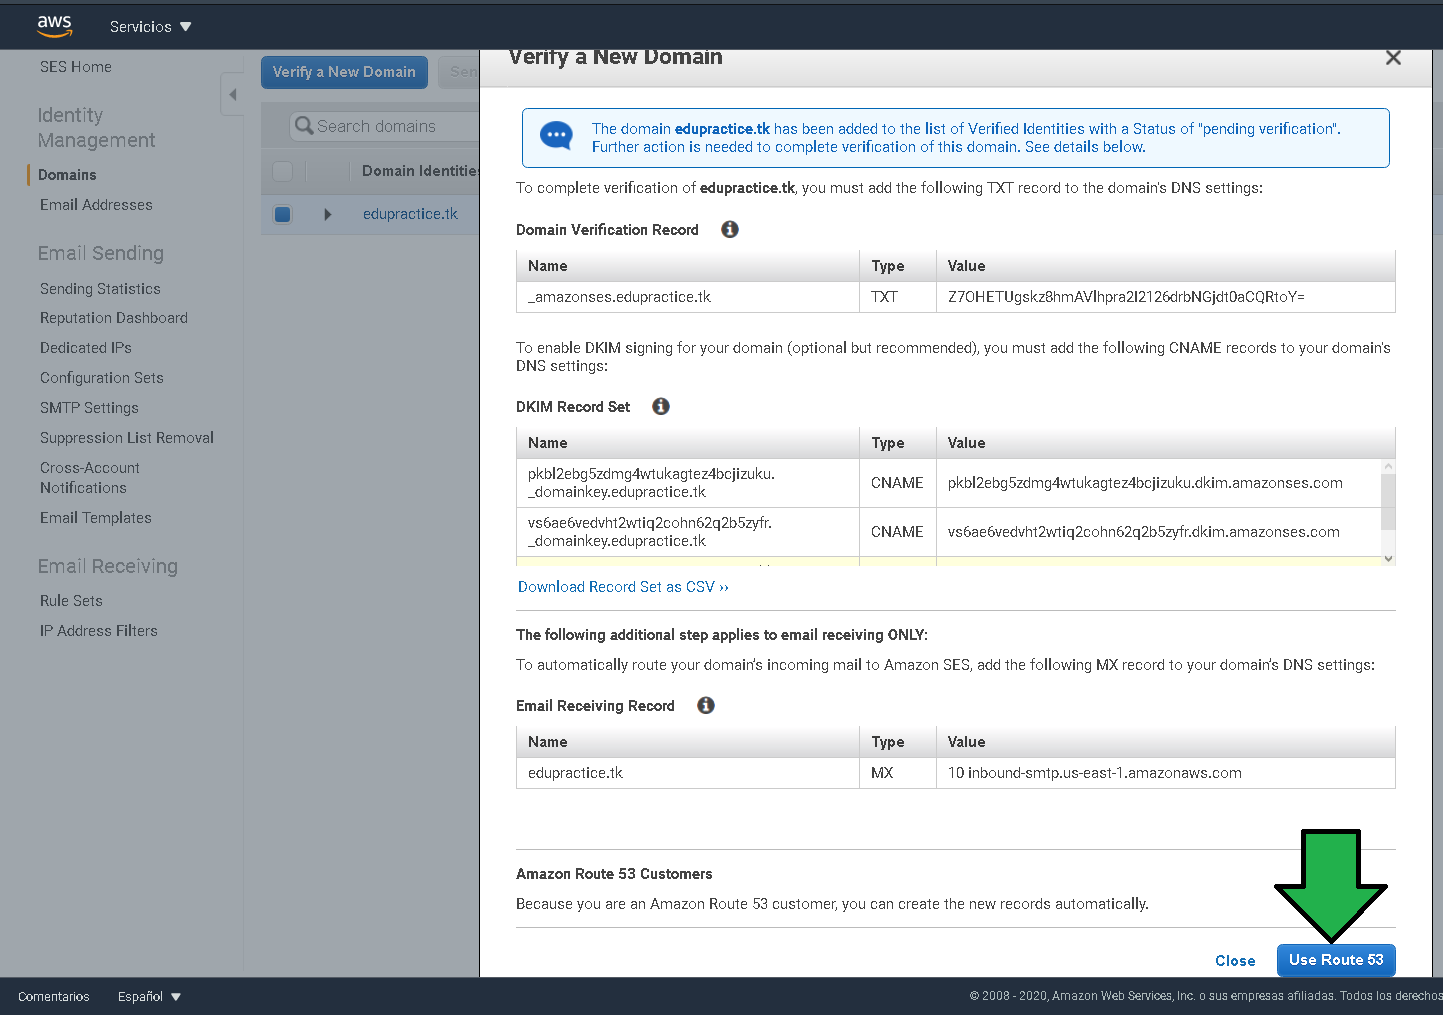 aws
Servicios
SES Home
Identity
Management
Domains
Email Addresses
Email Sending
Sending Statistics
Reputation Dashboard
Dedicated IPs
Configuration Sets
SMTP Settings
Suppression List Removal
Cross-Account
Notifications
Email Templates
Email Receiving
Rule Sets
IP Address Filters
Verify a New Domain
Sen
Search domains
Domain Identities
edupractice.tk
Verify a New Domain
The domain edupractice.tk has been added to the list of Verified Identities with a Status of "pending verification".
Further action is needed to complete verification of this domain. See details below.
To complete verification of edupractice.tk, you must add the following TXT record to the domain's DNS settings:
Domain Verification Record
Name Type Value
_amazonses.edupractice.tk TXT Z7OHETUgskz8hmAVlhpra2I2126drbNGjdt0aCQRtoY=
To enable DKIM signing for your domain (optional but recommended), you must add the following CNAME records to your domain's
DNS settings:
DKIM Record Set
Name Type Value
pkbl2ebg5zdmg4wtukagtez4bcjizuku.
_domainkey.edupractice.tk CNAME pkbl2ebg5zdmg4wtukagtez4bcjizuku.dkim.amazonses.com
vs6ae6vedvht2wtiq2cohn62q2b5zyfr.
_domainkey.edupractice.tk CNAME vs6ae6vedvht2wtiq2cohn62q2b5zyfr.dkim.amazonses.com
Download Record Set as CSV ››
The following additional step applies to email receiving ONLY:
To automatically route your domain's incoming mail to Amazon SES, add the following MX record to your domain's DNS settings:
Email Receiving Record
Name Type Value
edupractice.tk MX 10 inbound-smtp.us-east-1.amazonaws.com
Amazon Route 53 Customers
Because you are an Amazon Route 53 customer, you can create the new records automatically.
Close Use Route 53
Comentarios Español
© 2008 - 2020, Amazon Web Services, Inc. o sus empresas afiliadas. Todos los derechos